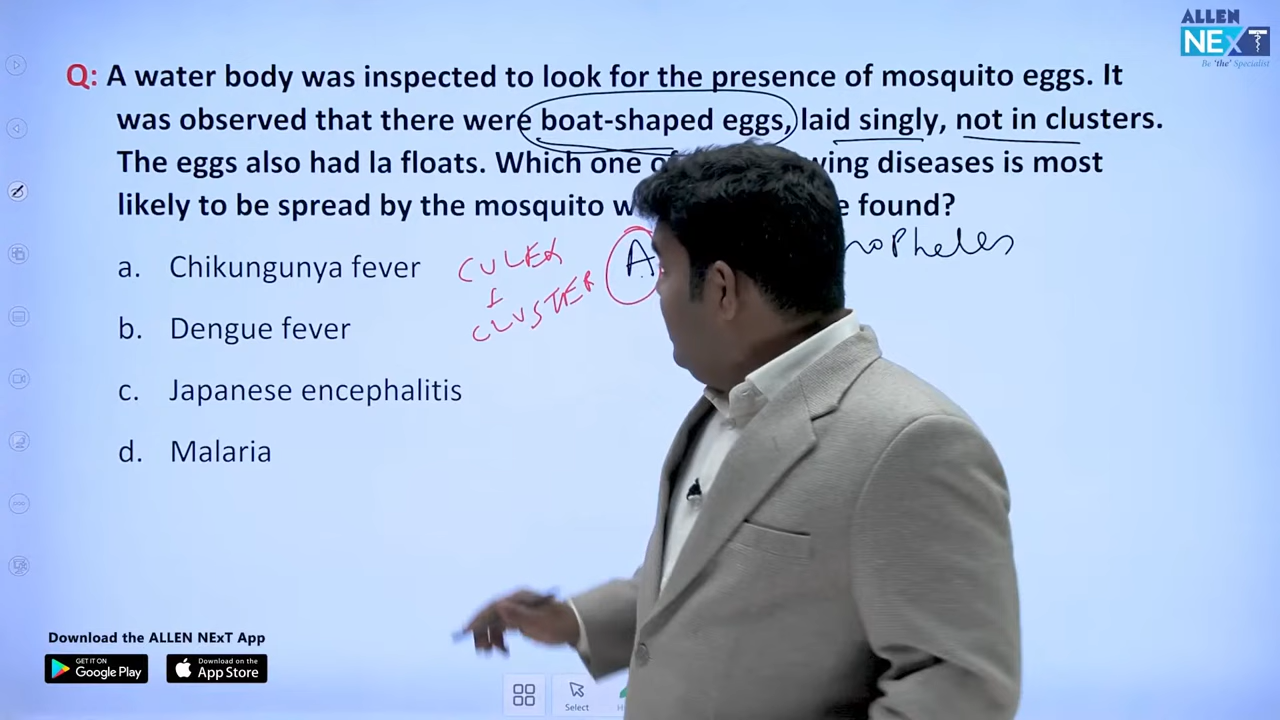 ALLEN
NExT
Be 'the' Specialist
Q: A water body was inspected to look for the presence of mosquito eggs. It
was observed that there were boat-shaped eggs, laid singly, not in clusters.
The eggs also had la floats. Which one diseases is most
likely to be spread by the mosquito found?
a. Chikungunya fever
CULEX
A
b. Dengue fever
CLUSTER
c. Japanese encephalitis
d. Malaria
Download the ALLEN NExT App
GET IT ON Google Play
Download on the App Store
Select